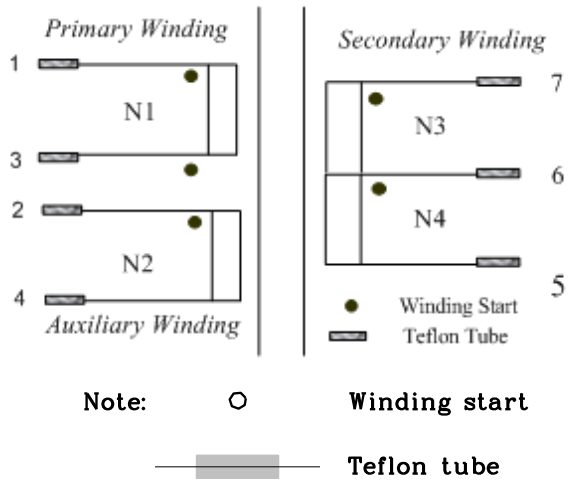 Primary Winding
Secondary Winding
1
7
N1
N3
3
6
2
N4
N2
4
5
Winding Start
Auxiliary Winding
Teflon Tube
Note: Winding start
Teflon tube